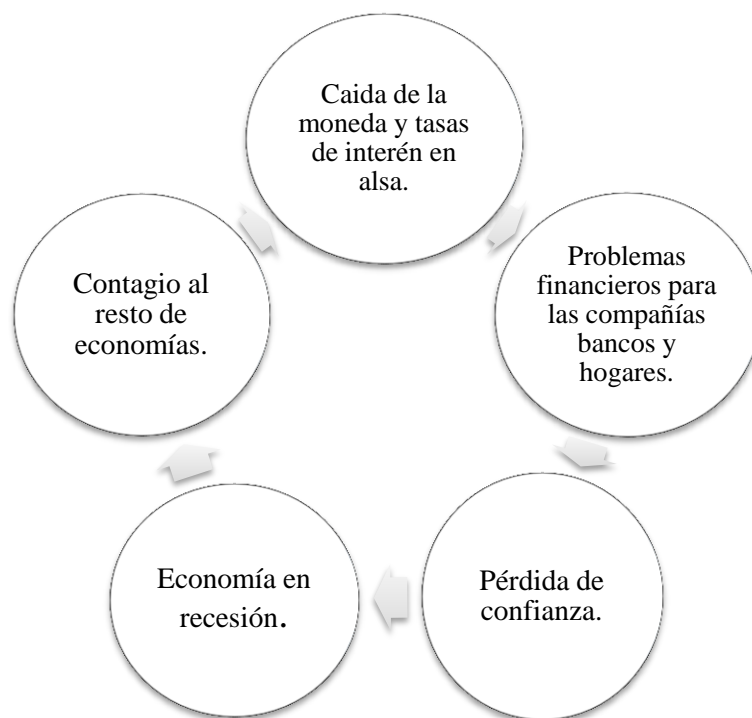 Caida de la
moneda y tasas
de interén en
alsa.
Problemas
financieros para
las compañías
bancos y
hogares.
Pérdida de
confianza.
Economía en
recesión.
Contagio al
resto de
economías.